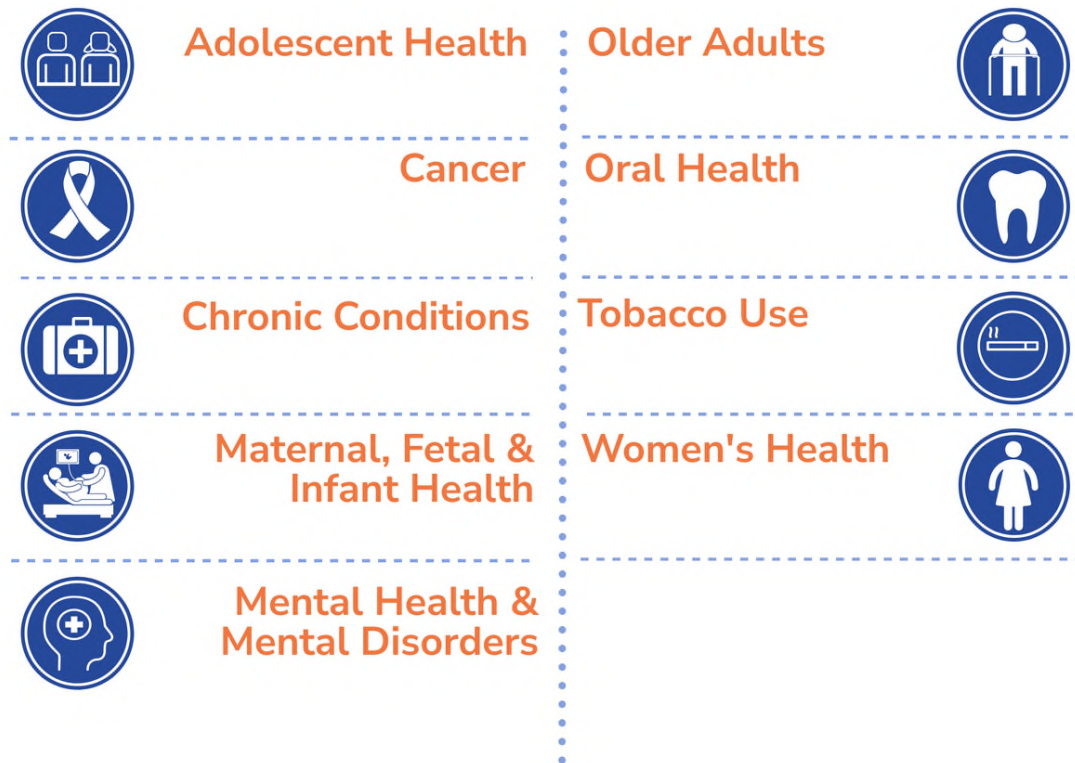 Adolescent Health
Cancer
Chronic Conditions
Maternal, Fetal &
Infant Health
Mental Health &
Mental Disorders
Older Adults
Oral Health
Tobacco Use
Women's Health